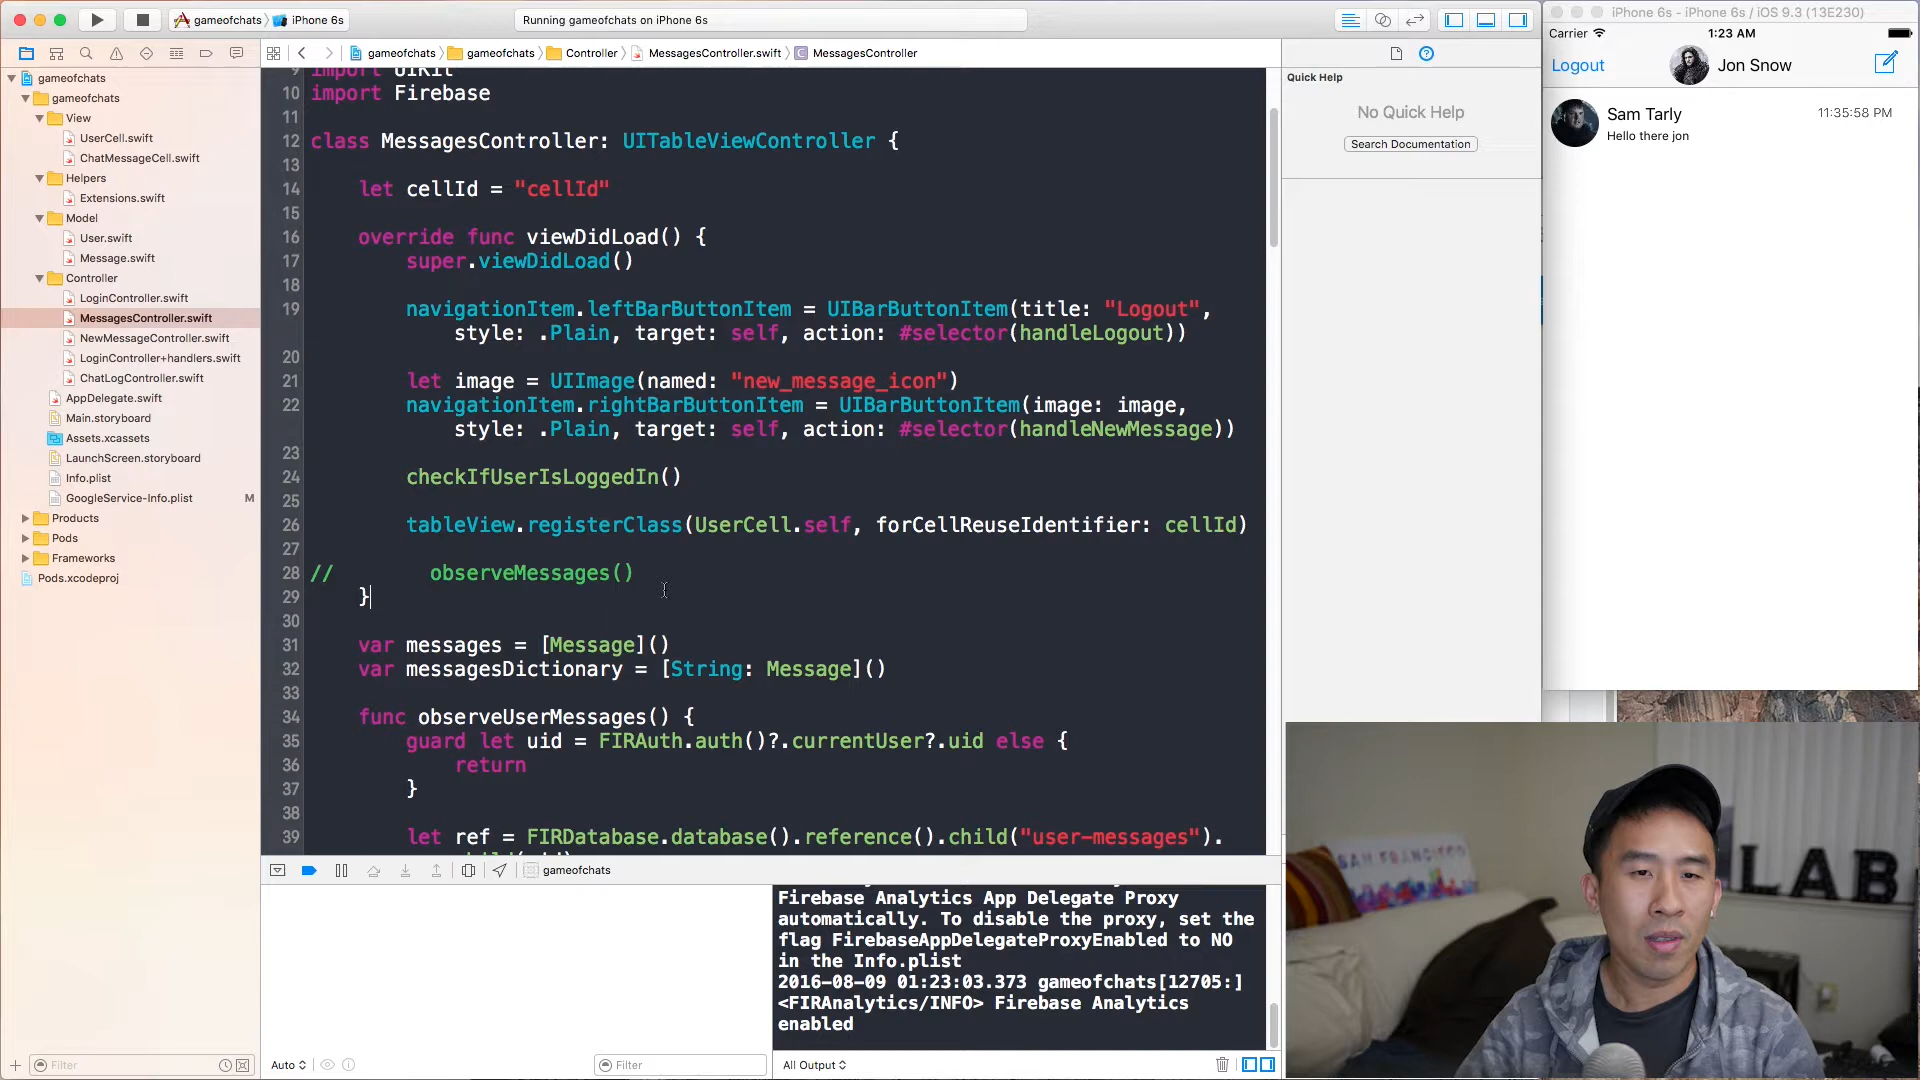 gameofchats
iPhone 6s
Running gameofchats on iPhone 6s
iPhone 6s - iPhone 6s / iOS 9.3 (13E230)
gameofchats
gameofchats
Controller
MessagesController.swift
MessagesController
gameofchats
gameofchats
View
UserCell.swift
ChatMessageCell.swift
Helpers
Extensions.swift
Model
User.swift
Message.swift
Controller
LoginController.swift
MessagesController.swift
NewMessageController.swift
LoginController+handlers.swift
ChatLogController.swift
AppDelegate.swift
Main.storyboard
Assets.xcassets
LaunchScreen.storyboard
Info.plist
GoogleService-Info.plist M
Products
Pods
Frameworks
Pods.xcodeproj
Filter
9 import UIKit
10 import Firebase
11
12 class MessagesController: UITableViewController {
13
14 let cellId = "cellId"
15
16 override func viewDidLoad() {
17 super.viewDidLoad()
18
19 navigationItem.leftBarButtonItem = UIBarButtonItem(title: "Logout",
style: .Plain, target: self, action: #selector(handleLogout))
20
21 let image = UIImage(named: "new_message_icon")
22 navigationItem.rightBarButtonItem = UIBarButtonItem(image: image,
style: .Plain, target: self, action: #selector(handleNewMessage))
23
24 checkIfUserIsLoggedIn()
25
26 tableView.registerClass(UserCell.self, forCellReuseIdentifier: cellId)
27
28 // observeMessages()
29 }
30
31 var messages = [Message]()
32 var messagesDictionary = [String: Message]()
33
34 func observeUserMessages() {
35 guard let uid = FIRAuth.auth()?.currentUser?.uid else {
36 return
37 }
38
39 let ref = FIRDatabase.database().reference().child("user-messages").
gameofchats
Firebase Analytics App Delegate Proxy
automatically. To disable the proxy, set the
flag FirebaseAppDelegateProxyEnabled to NO
in the Info.plist
2016-08-09 01:23:03.373 gameofchats[12705:]
<FIRAnalytics/INFO> Firebase Analytics
enabled
Auto
Filter
All Output
Quick Help
No Quick Help
Search Documentation
Carrier
1:23 AM
Logout
Jon Snow
Sam Tarly
11:35:58 PM
Hello there jon
SAN FRANCISCO
LAB